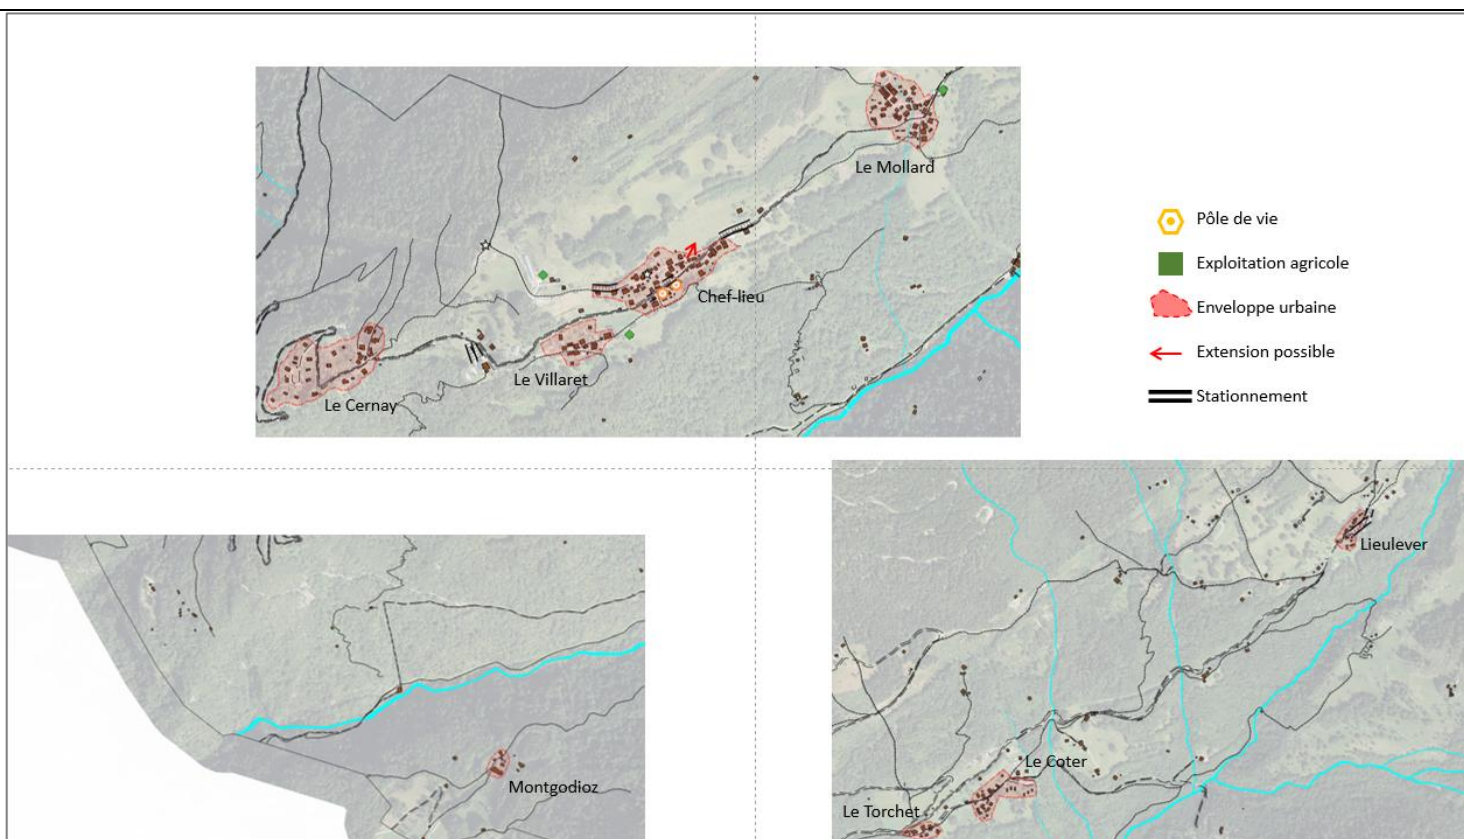 Le Mollard
Chef-lieu
Le Villaret
Le Cernay
Pôle de vie
Exploitation agricole
Enveloppe urbaine
Extension possible
Stationnement
Lieulever
Montgodioz
Le Coter
Le Torchet